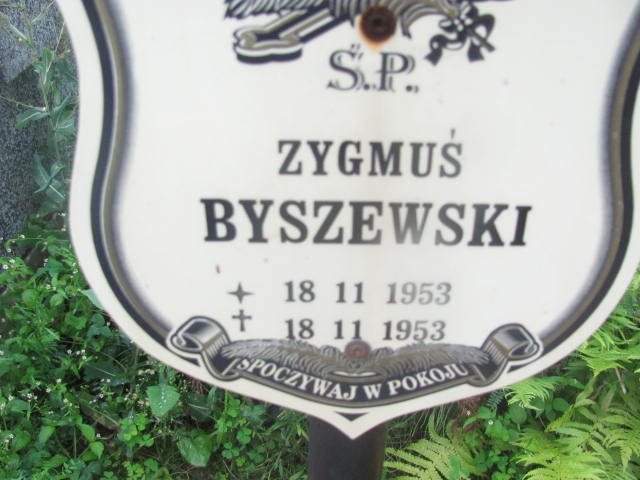 Ś.P.
ZYGMUŚ
BYSZEWSKI
18 11 1953
18 11 1953
SPOCZYWAJ W POKOJU